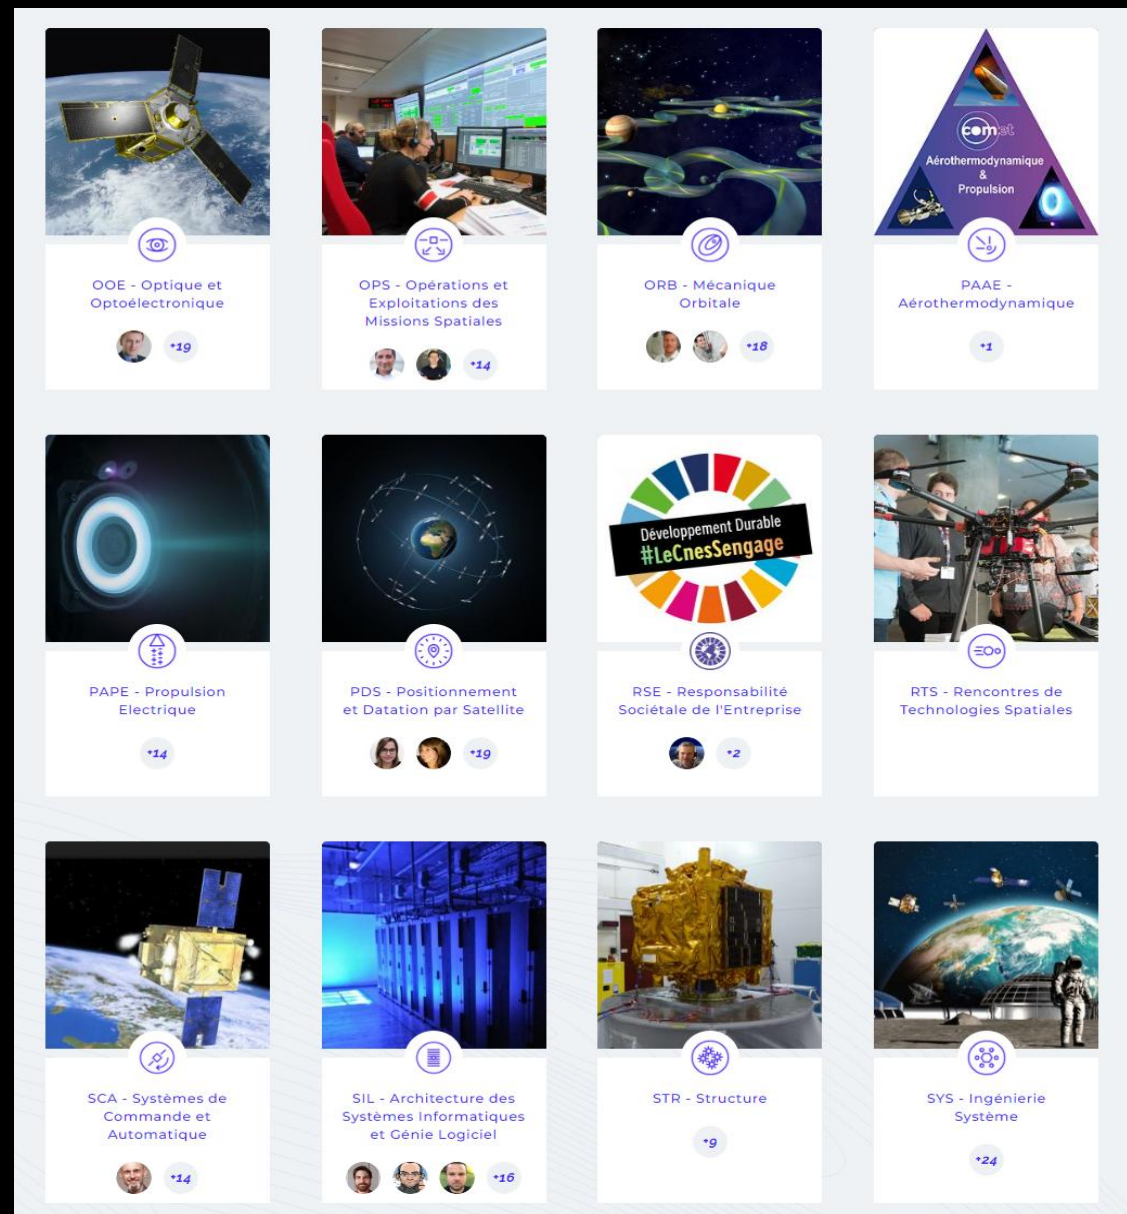 com:et
Aérothermodynamique
&
Propulsion
OOE - Optique et
Optoélectronique
+19
OPS - Opérations et
Exploitations des
Missions Spatiales
+14
ORB - Mécanique
Orbitale
+18
PAAE -
Aérothermodynamique
+1
Développement Durable
#LeCnesSengage
PAPE - Propulsion
Electrique
+14
PDS - Positionnement
et Datation par Satellite
+19
RSE - Responsabilité
Sociétale de l'Entreprise
+2
RTS - Rencontres de
Technologies Spatiales
SCA - Systèmes de
Commande et
Automatique
+14
SIL - Architecture des
Systèmes Informatiques
et Génie Logiciel
+16
STR - Structure
+9
SYS - Ingénierie
Système
+24